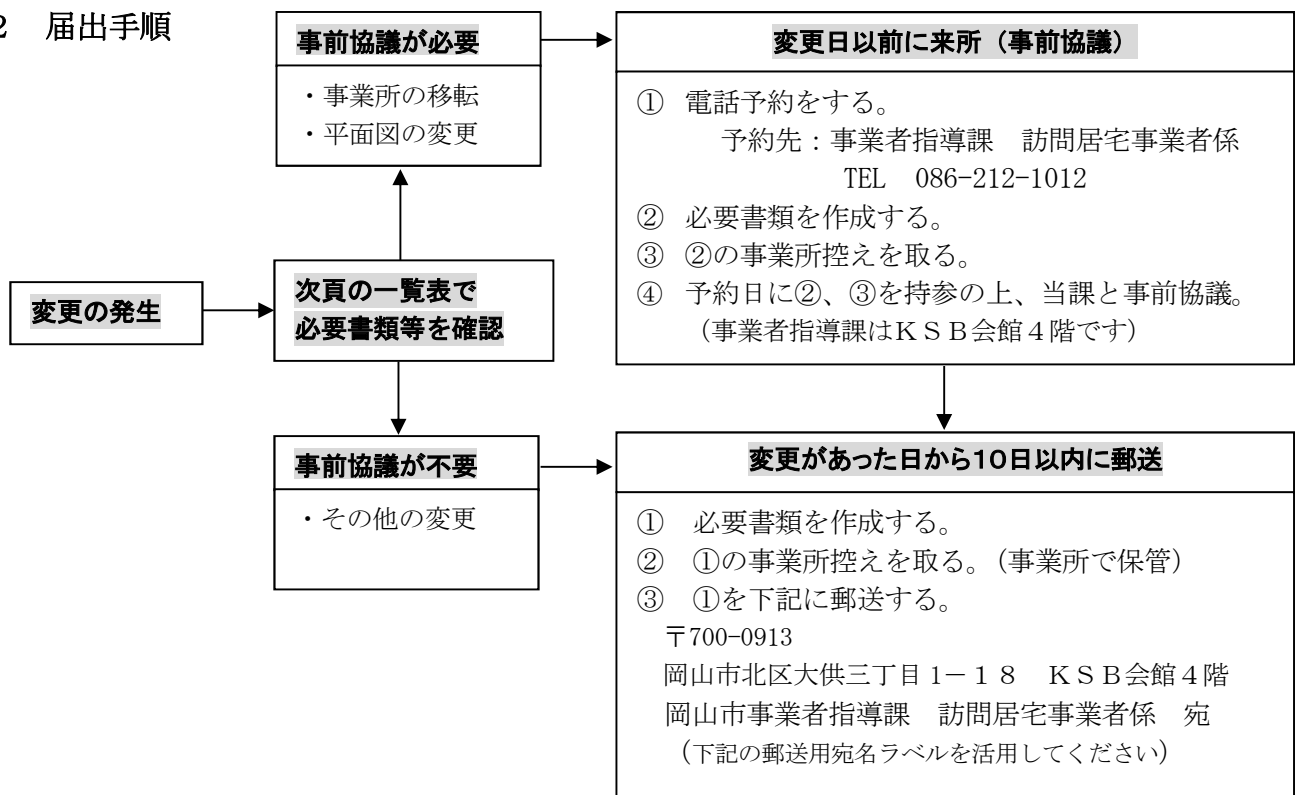 2　届出手順
事前協議が必要
・事業所の移転
・平面図の変更
変更日以前に来所（事前協議）
①　電話予約をする。
予約先：事業者指導課　訪問居宅事業者係
TEL　086-212-1012
②　必要書類を作成する。
③　②の事業所控えを取る。
④　予約日に②、③を持参の上、当課と事前協議。
（事業者指導課はＫＳＢ会館４階です）
変更の発生
次頁の一覧表で
必要書類等を確認
事前協議が不要
・その他の変更
変更があった日から１０日以内に郵送
①　必要書類を作成する。
②　①の事業所控えを取る。（事業所で保管）
③　①を下記に郵送する。
〒700-0913
岡山市北区大供三丁目１－１８　ＫＳＢ会館４階
岡山市事業者指導課　訪問居宅事業者係　宛
（下記の郵送用宛名ラベルを活用してください）